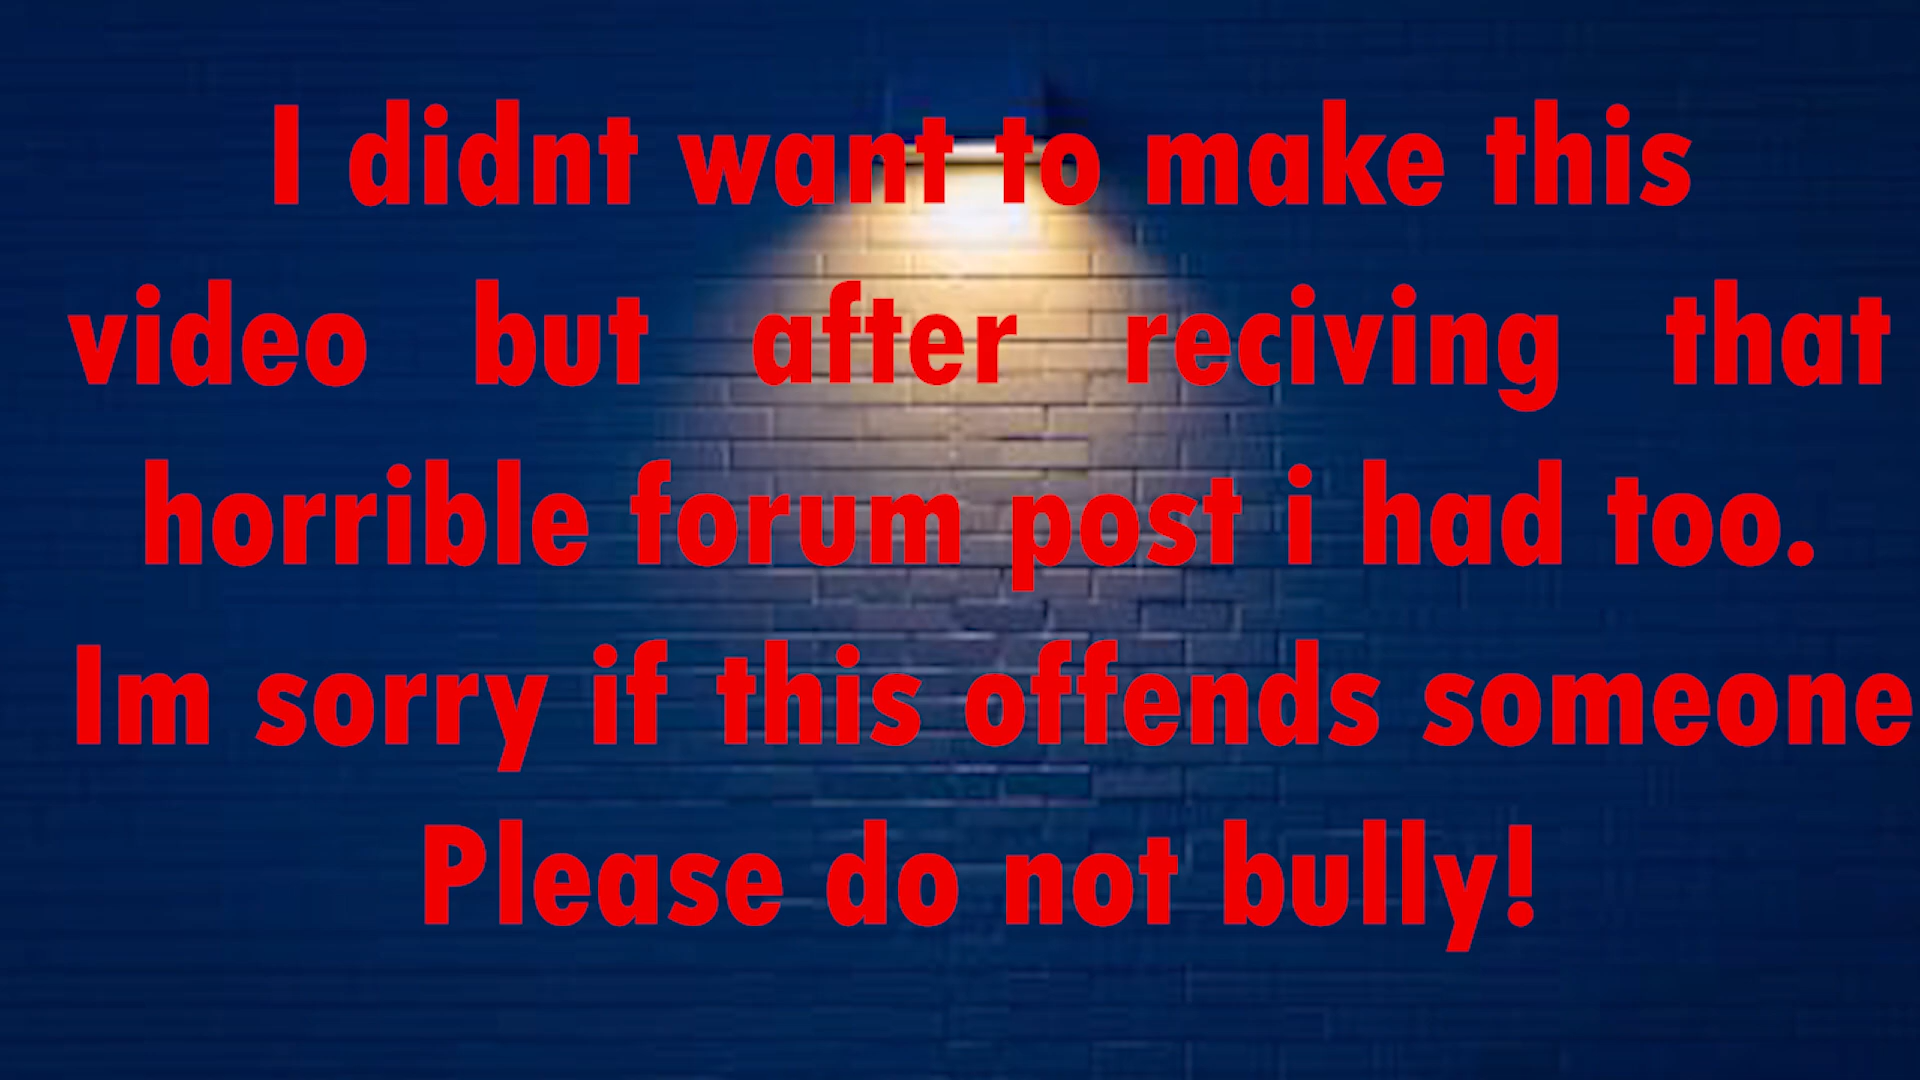 I didnt want to make this
video but after reciving that
horrible forum post i had too.
Im sorry if this offends someone
Please do not bully!